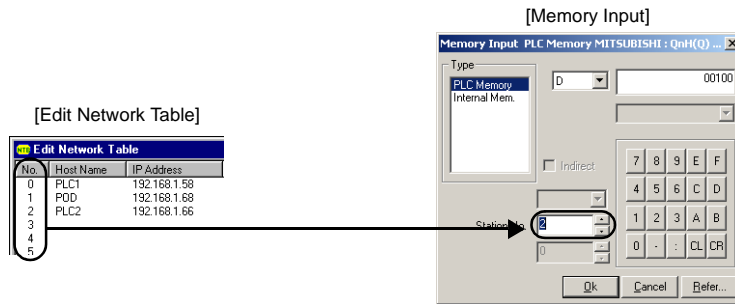 [Memory Input]
Memory Input PLC Memory MITSUBISHI : QnH(Q) ...
Type
PLC Memory
Internal Mem.
D
00100
Indirect
7 8 9 E F
4 5 6 C D
1 2 3 A B
0 - : CL CR
Station No.
2
0
Ok Cancel Refer...
[Edit Network Table]
NTB Edit Network Table
No. Host Name IP Address
0 PLC1 192.168.1.58
1 POD 192.168.1.68
2 PLC2 192.168.1.66
3
4
5